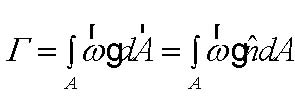 Γ = ∫_A ω⃗ g dA⃗ = ∫_A ω⃗ g n̂ dA